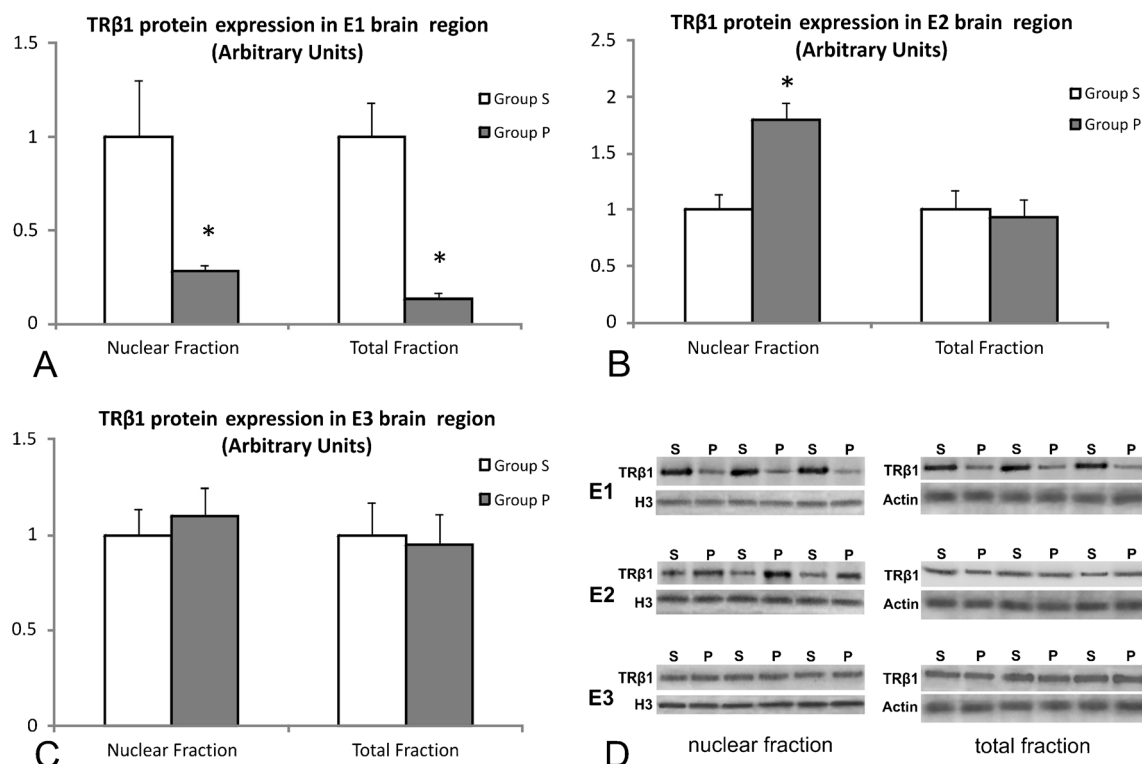 TRβ1 protein expression in E1 brain region
(Arbitrary Units)
1.5
1
0.5
0
Group S
Group P
*
*
Nuclear Fraction
Total Fraction
A
TRβ1 protein expression in E2 brain region
(Arbitrary Units)
2.5
2
1.5
1
0.5
0
Group S
Group P
*
Nuclear Fraction
Total Fraction
B
TRβ1 protein expression in E3 brain region
(Arbitrary Units)
1.5
1
0.5
0
Group S
Group P
Nuclear Fraction
Total Fraction
C
S P S P S P
TRβ1
E1
H3
S P S P S P
TRβ1
Actin
S P S P S P
TRβ1
E2
H3
S P S P S P
TRβ1
Actin
S P S P S P
TRβ1
E3
H3
S P S P S P
TRβ1
Actin
nuclear fraction
total fraction
D